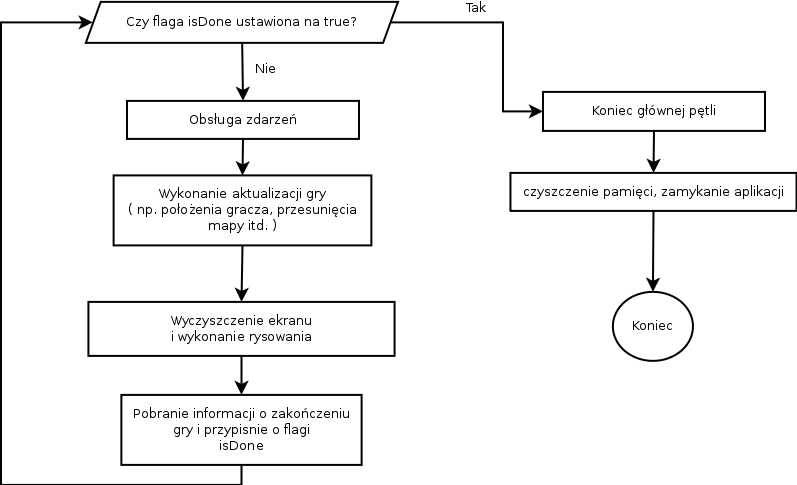 Czy flaga isDone ustawiona na true?
Tak
Nie
Obsługa zdarzeń
Koniec głównej pętli
Wykonanie aktualizacji gry
( np. położenia gracza, przesunięcia
mapy itd. )
czyszczenie pamięci, zamykanie aplikacji
Wyczyszczenie ekranu
i wykonanie rysowania
Koniec
Pobranie informacji o zakończeniu
gry i przypisnie o flagi
isDone